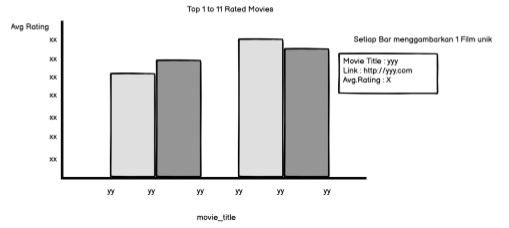 Top 1 to 11 Rated Movies
Avg Rating
xx
xx
xx
xx
xx
xx
xx
Setiap Bar menggambarkan 1 Film unik
Movie Title : yyy
Link : http://yyy.com
Avg.Rating : X
yy yy yy yy yy yy
movie_title